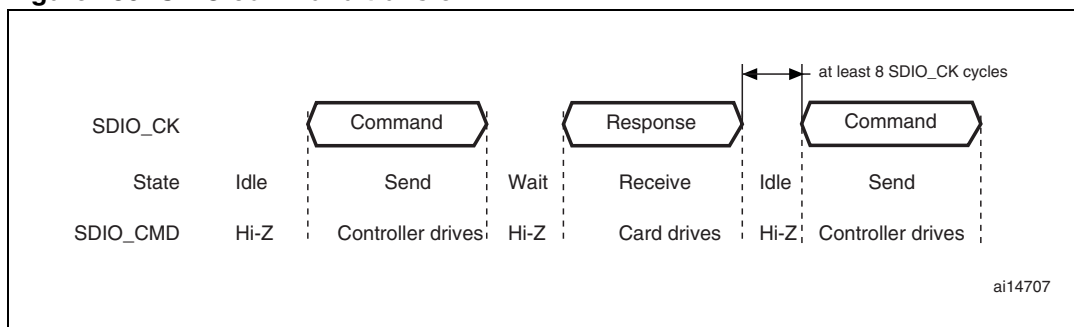 at least 8 SDIO_CK cycles
SDIO_CK Command Response Command
State Idle Send Wait Receive Idle Send
SDIO_CMD Hi-Z Controller drives Hi-Z Card drives Hi-Z Controller drives
ai14707